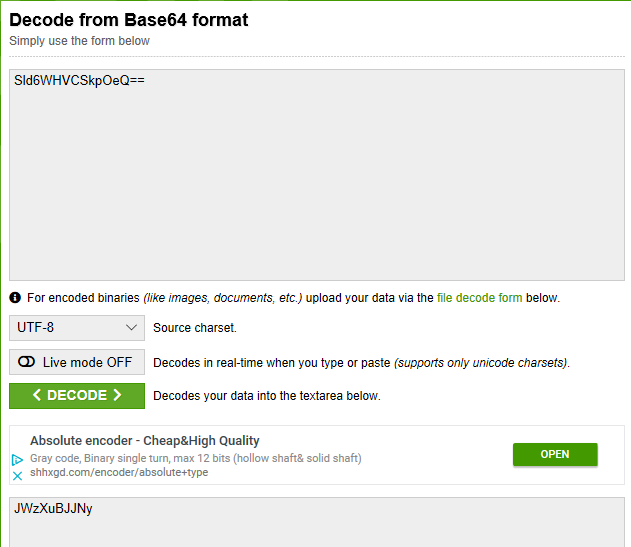 Decode from Base64 format
Simply use the form below
Sld6WHVCSkpOeQ==
For encoded binaries (like images, documents, etc.) upload your data via the file decode form below.
UTF-8 Source charset.
Live mode OFF Decodes in real-time when you type or paste (supports only unicode charsets).
< DECODE > Decodes your data into the textarea below.
Absolute encoder - Cheap&High Quality
Gray code, Binary single turn, max 12 bits (hollow shaft& solid shaft)
shhxgd.com/encoder/absolute+type
OPEN
JWzXuBJJNy